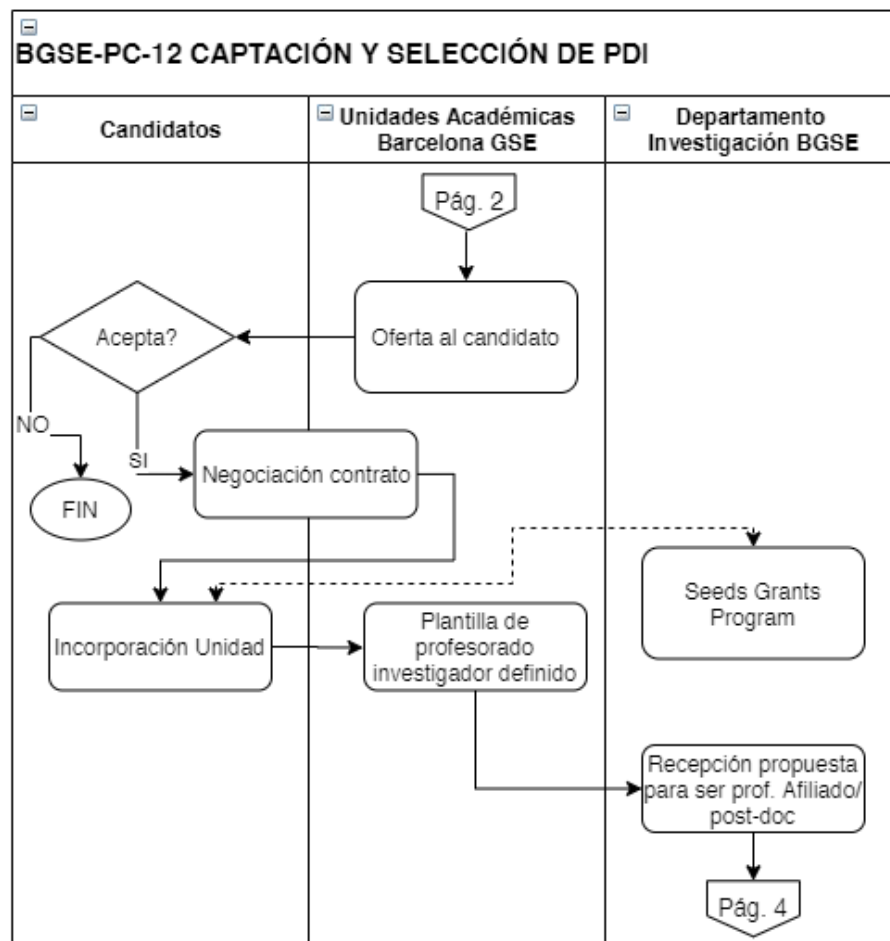 BGSE-PC-12 CAPTACIÓN Y SELECCIÓN DE PDI
Candidatos
Unidades Académicas
Barcelona GSE
Departamento
Investigación BGSE
Pág. 2
Acepta?
Oferta al candidato
NO
SI
Negociación contrato
FIN
Seeds Grants
Program
Incorporación Unidad
Plantilla de
profesorado
investigador definido
Recepción propuesta
para ser prof. Afiliado/
post-doc
Pág. 4